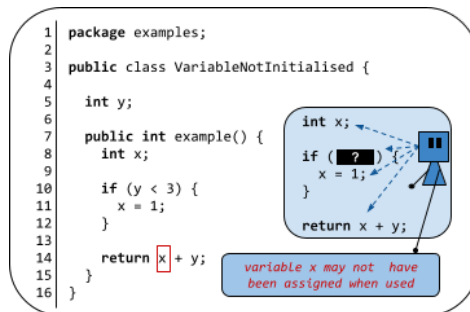 1 package examples;
2
3 public class VariableNotInitialised {
4
5 int y;
6
7 public int example() {
8 int x;
9
10 if (y < 3) {
11 x = 1;
12 }
13
14 return x + y;
15 }
16 }
int x;
if ( ? ) {
x = 1;
}
return x + y;
variable x may not have
been assigned when used